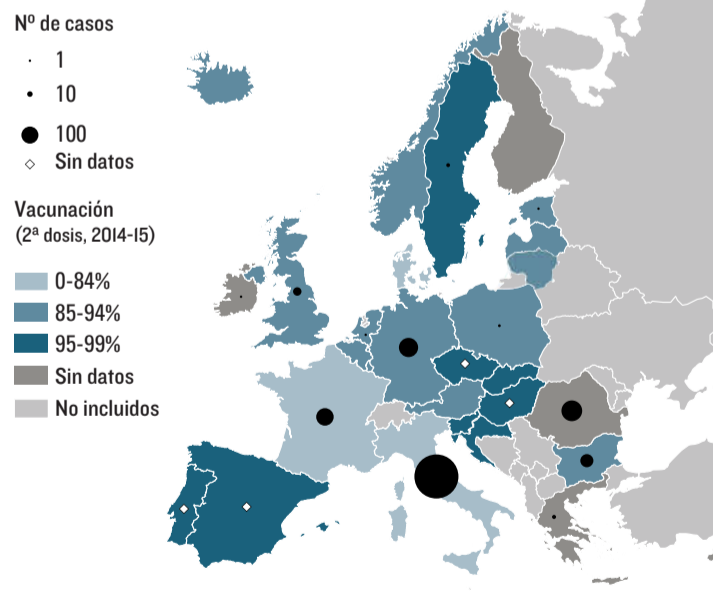 Nº de casos
1
10
100
Sin datos
Vacunación
(2ª dosis, 2014-15)
0-84%
85-94%
95-99%
Sin datos
No incluidos